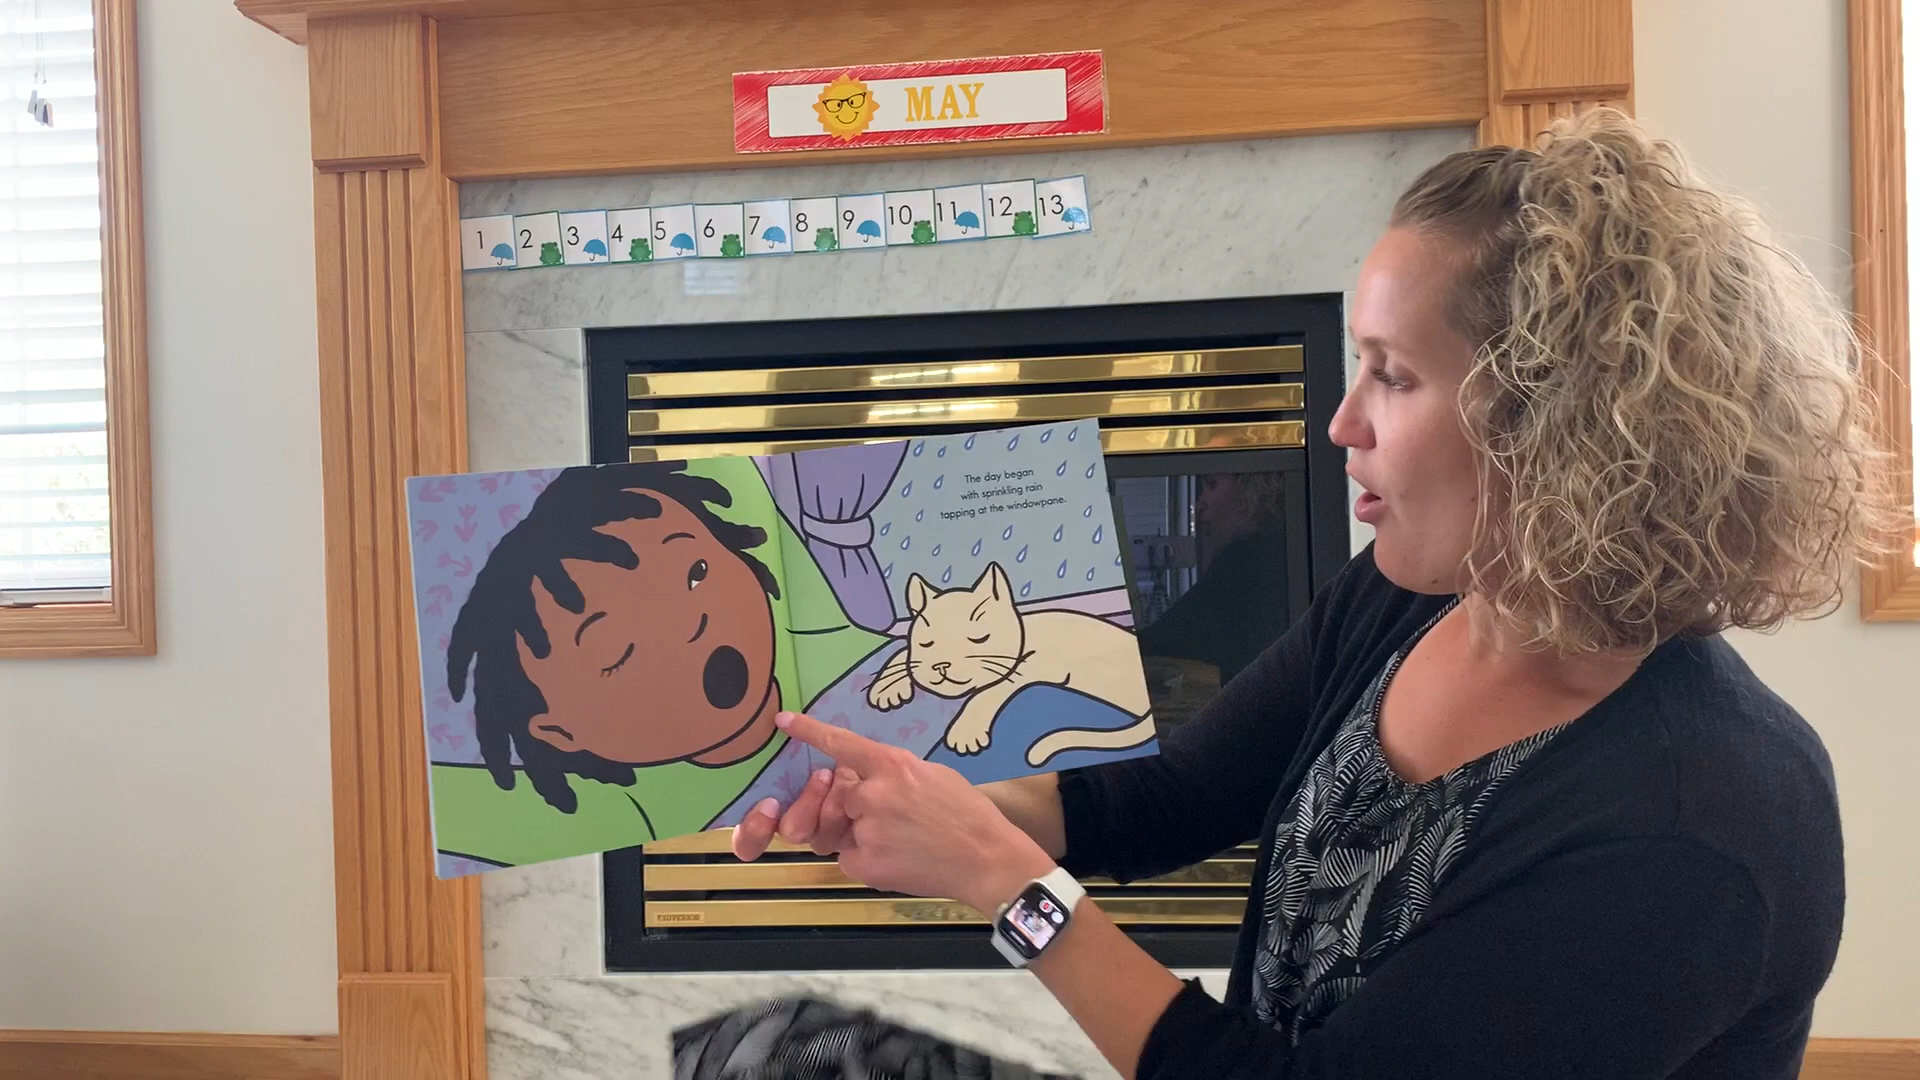 MAY
1 2 3 4 5 6 7 8 9 10 11 12 13
The day began
with sprinkling rain
tapping at the windowpane.
SUPERIOR